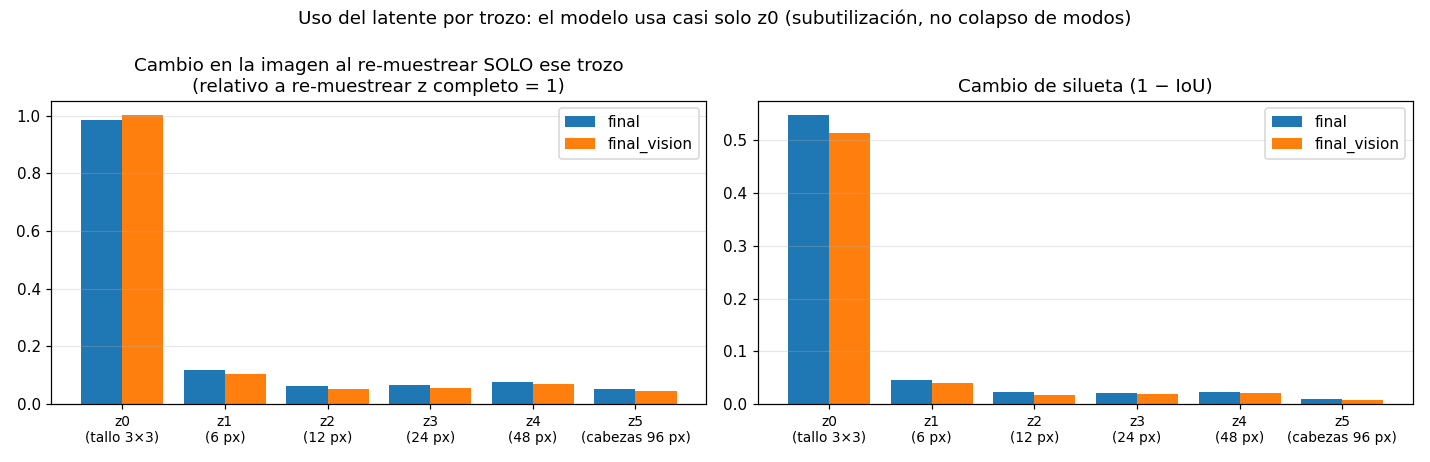 Uso del latente por trozo: el modelo usa casi solo z0 (subutilización, no colapso de modos)
Cambio en la imagen al re-muestrear SOLO ese trozo
(relativo a re-muestrear z completo = 1)
1.0
0.8
0.6
0.4
0.2
0.0
final
final_vision
z0
(tallo 3×3)
z1
(6 px)
z2
(12 px)
z3
(24 px)
z4
(48 px)
z5
(cabezas 96 px)
Cambio de silueta (1 − IoU)
0.5
0.4
0.3
0.2
0.1
0.0
final
final_vision
z0
(tallo 3×3)
z1
(6 px)
z2
(12 px)
z3
(24 px)
z4
(48 px)
z5
(cabezas 96 px)